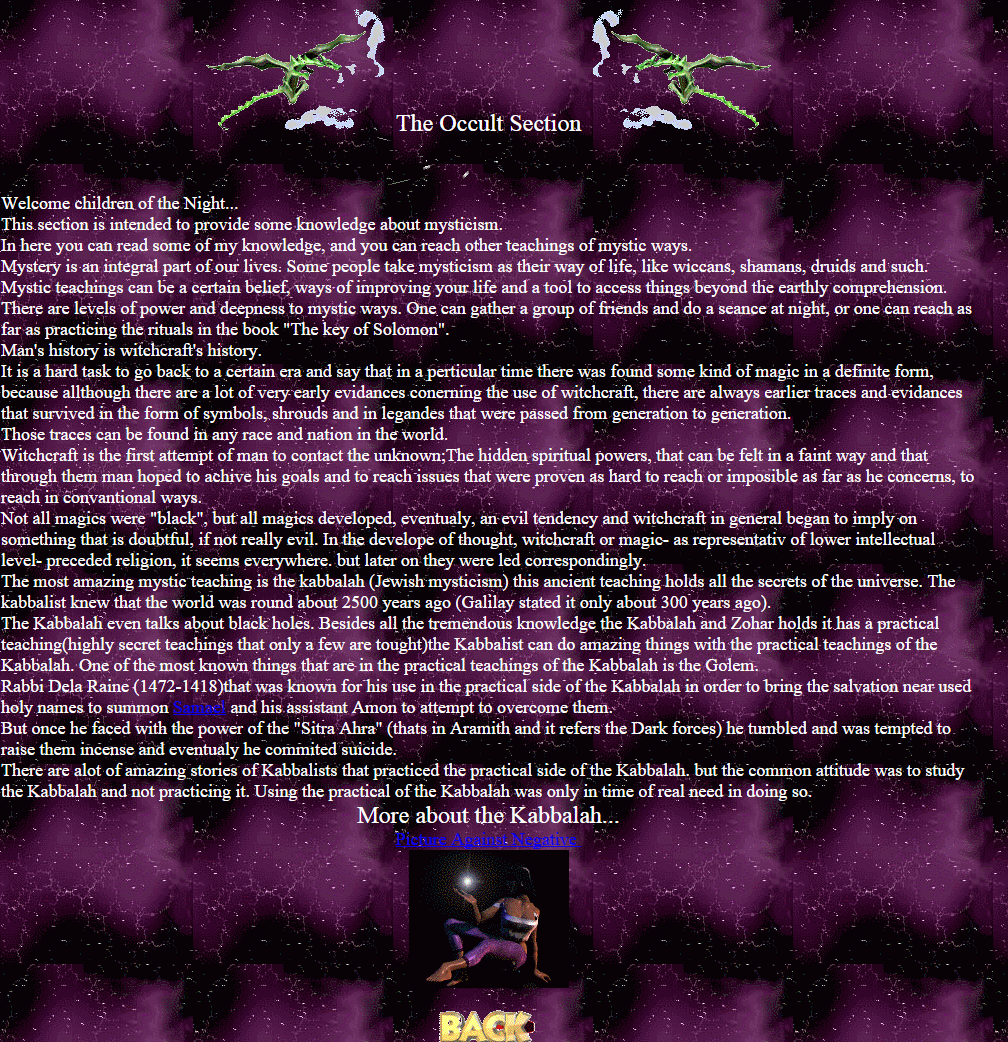 The Occult Section
Welcome children of the Night...
This section is intended to provide some knowledge about mysticism.
In here you can read some of my knowledge, and you can reach other teachings of mystic ways.
Mystery is an integral part of our lives. Some people take mysticism as their way of life, like wiccans, shamans, druids and such.
Mystic teachings can be a certain belief, ways of improving your life and a tool to access things beyond the earthly comprehension.
There are levels of power and deepness to mystic ways. One can gather a group of friends and do a seance at night, or one can reach as
far as practicing the rituals in the book "The key of Solomon".
Man's history is witchcraft's history.
It is a hard task to go back to a certain era and say that in a perticular time there was found some kind of magic in a definite form,
because allthough there are a lot of very early evidances conerning the use of witchcraft, there are always earlier traces and evidances
that survived in the form of symbols, shrouds and in legandes that were passed from generation to generation.
Those traces can be found in any race and nation in the world.
Witchcraft is the first attempt of man to contact the unknown;The hidden spiritual powers, that can be felt in a faint way and that
through them man hoped to achive his goals and to reach issues that were proven as hard to reach or imposible as far as he concerns, to
reach in convantional ways.
Not all magics were "black", but all magics developed, eventualy, an evil tendency and witchcraft in general began to imply on
something that is doubtful, if not really evil. In the develope of thought, witchcraft or magic- as representativ of lower intellectual
level- preceded religion, it seems everywhere. but later on they were led correspondingly.
The most amazing mystic teaching is the kabbalah (Jewish mysticism) this ancient teaching holds all the secrets of the universe. The
kabbalist knew that the world was round about 2500 years ago (Galilay stated it only about 300 years ago).
The Kabbalah even talks about black holes. Besides all the tremendous knowledge the Kabbalah and Zohar holds it has a practical
teaching(highly secret teachings that only a few are tought)the Kabbalist can do amazing things with the practical teachings of the
Kabbalah. One of the most known things that are in the practical teachings of the Kabbalah is the Golem.
Rabbi Dela Raine (1472-1418)that was known for his use in the practical side of the Kabbalah in order to bring the salvation near used
holy names to summon Samael and his assistant Amon to attempt to overcome them.
But once he faced with the power of the "Sitra Ahra" (thats in Aramith and it refers the Dark forces) he tumbled and was tempted to
raise them incense and eventualy he commited suicide.
There are alot of amazing stories of Kabbalists that practiced the practical side of the Kabbalah. but the common attitude was to study
the Kabbalah and not practicing it. Using the practical of the Kabbalah was only in time of real need in doing so.
More about the Kabbalah...
Picture Against Negative
BACK